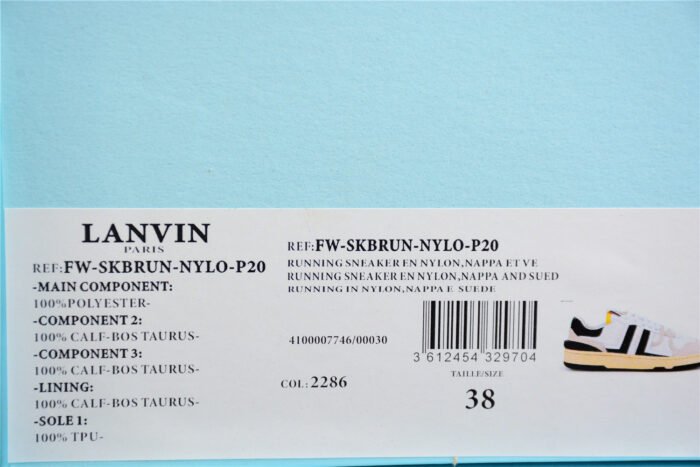 LANVIN
PARIS
REF:FW-SKBRUN-NYLO-P20
-MAIN COMPONENT:
100%POLYESTER-
-COMPONENT 2:
100% CALF-BOS TAURUS-
-COMPONENT 3:
100% CALF-BOS TAURUS-
-LINING:
100% CALF-BOS TAURUS-
-SOLE 1:
100% TPU-
REF:FW-SKBRUN-NYLO-P20
RUNNING SNEAKER EN NYLON,NAPPA ET VE
RUNNING SNEAKER EN NYLON,NAPPA AND SUED
RUNNING IN NYLON,NAPPA E SUEDE
4100007746/00030
3 612454 329704
COL:2286
TAILLE/SIZE
38